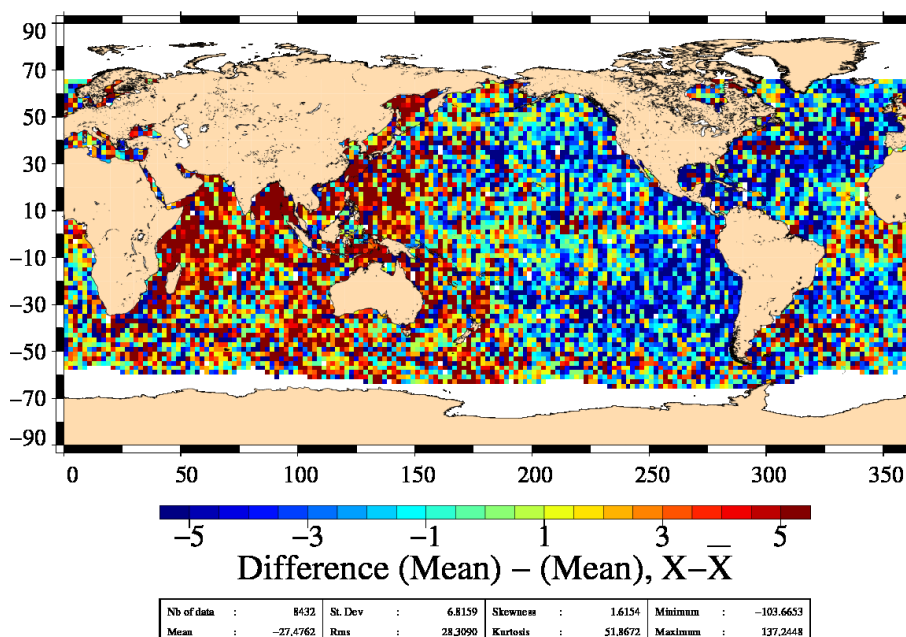 90
70
50
30
10
−10
−30
−50
−70
−90
0 50 100 150 200 250 300 350
−5 −3 −1 1 3 5
Difference (Mean) − (Mean), X−X̅
Nb of data : 8432 St. Dev : 6.8159 Skewness : 1.6154 Minimum : −103.6653
Mean : −27.4762 Rms : 28.3090 Kurtosis : 51.8672 Maximum : 137.2448